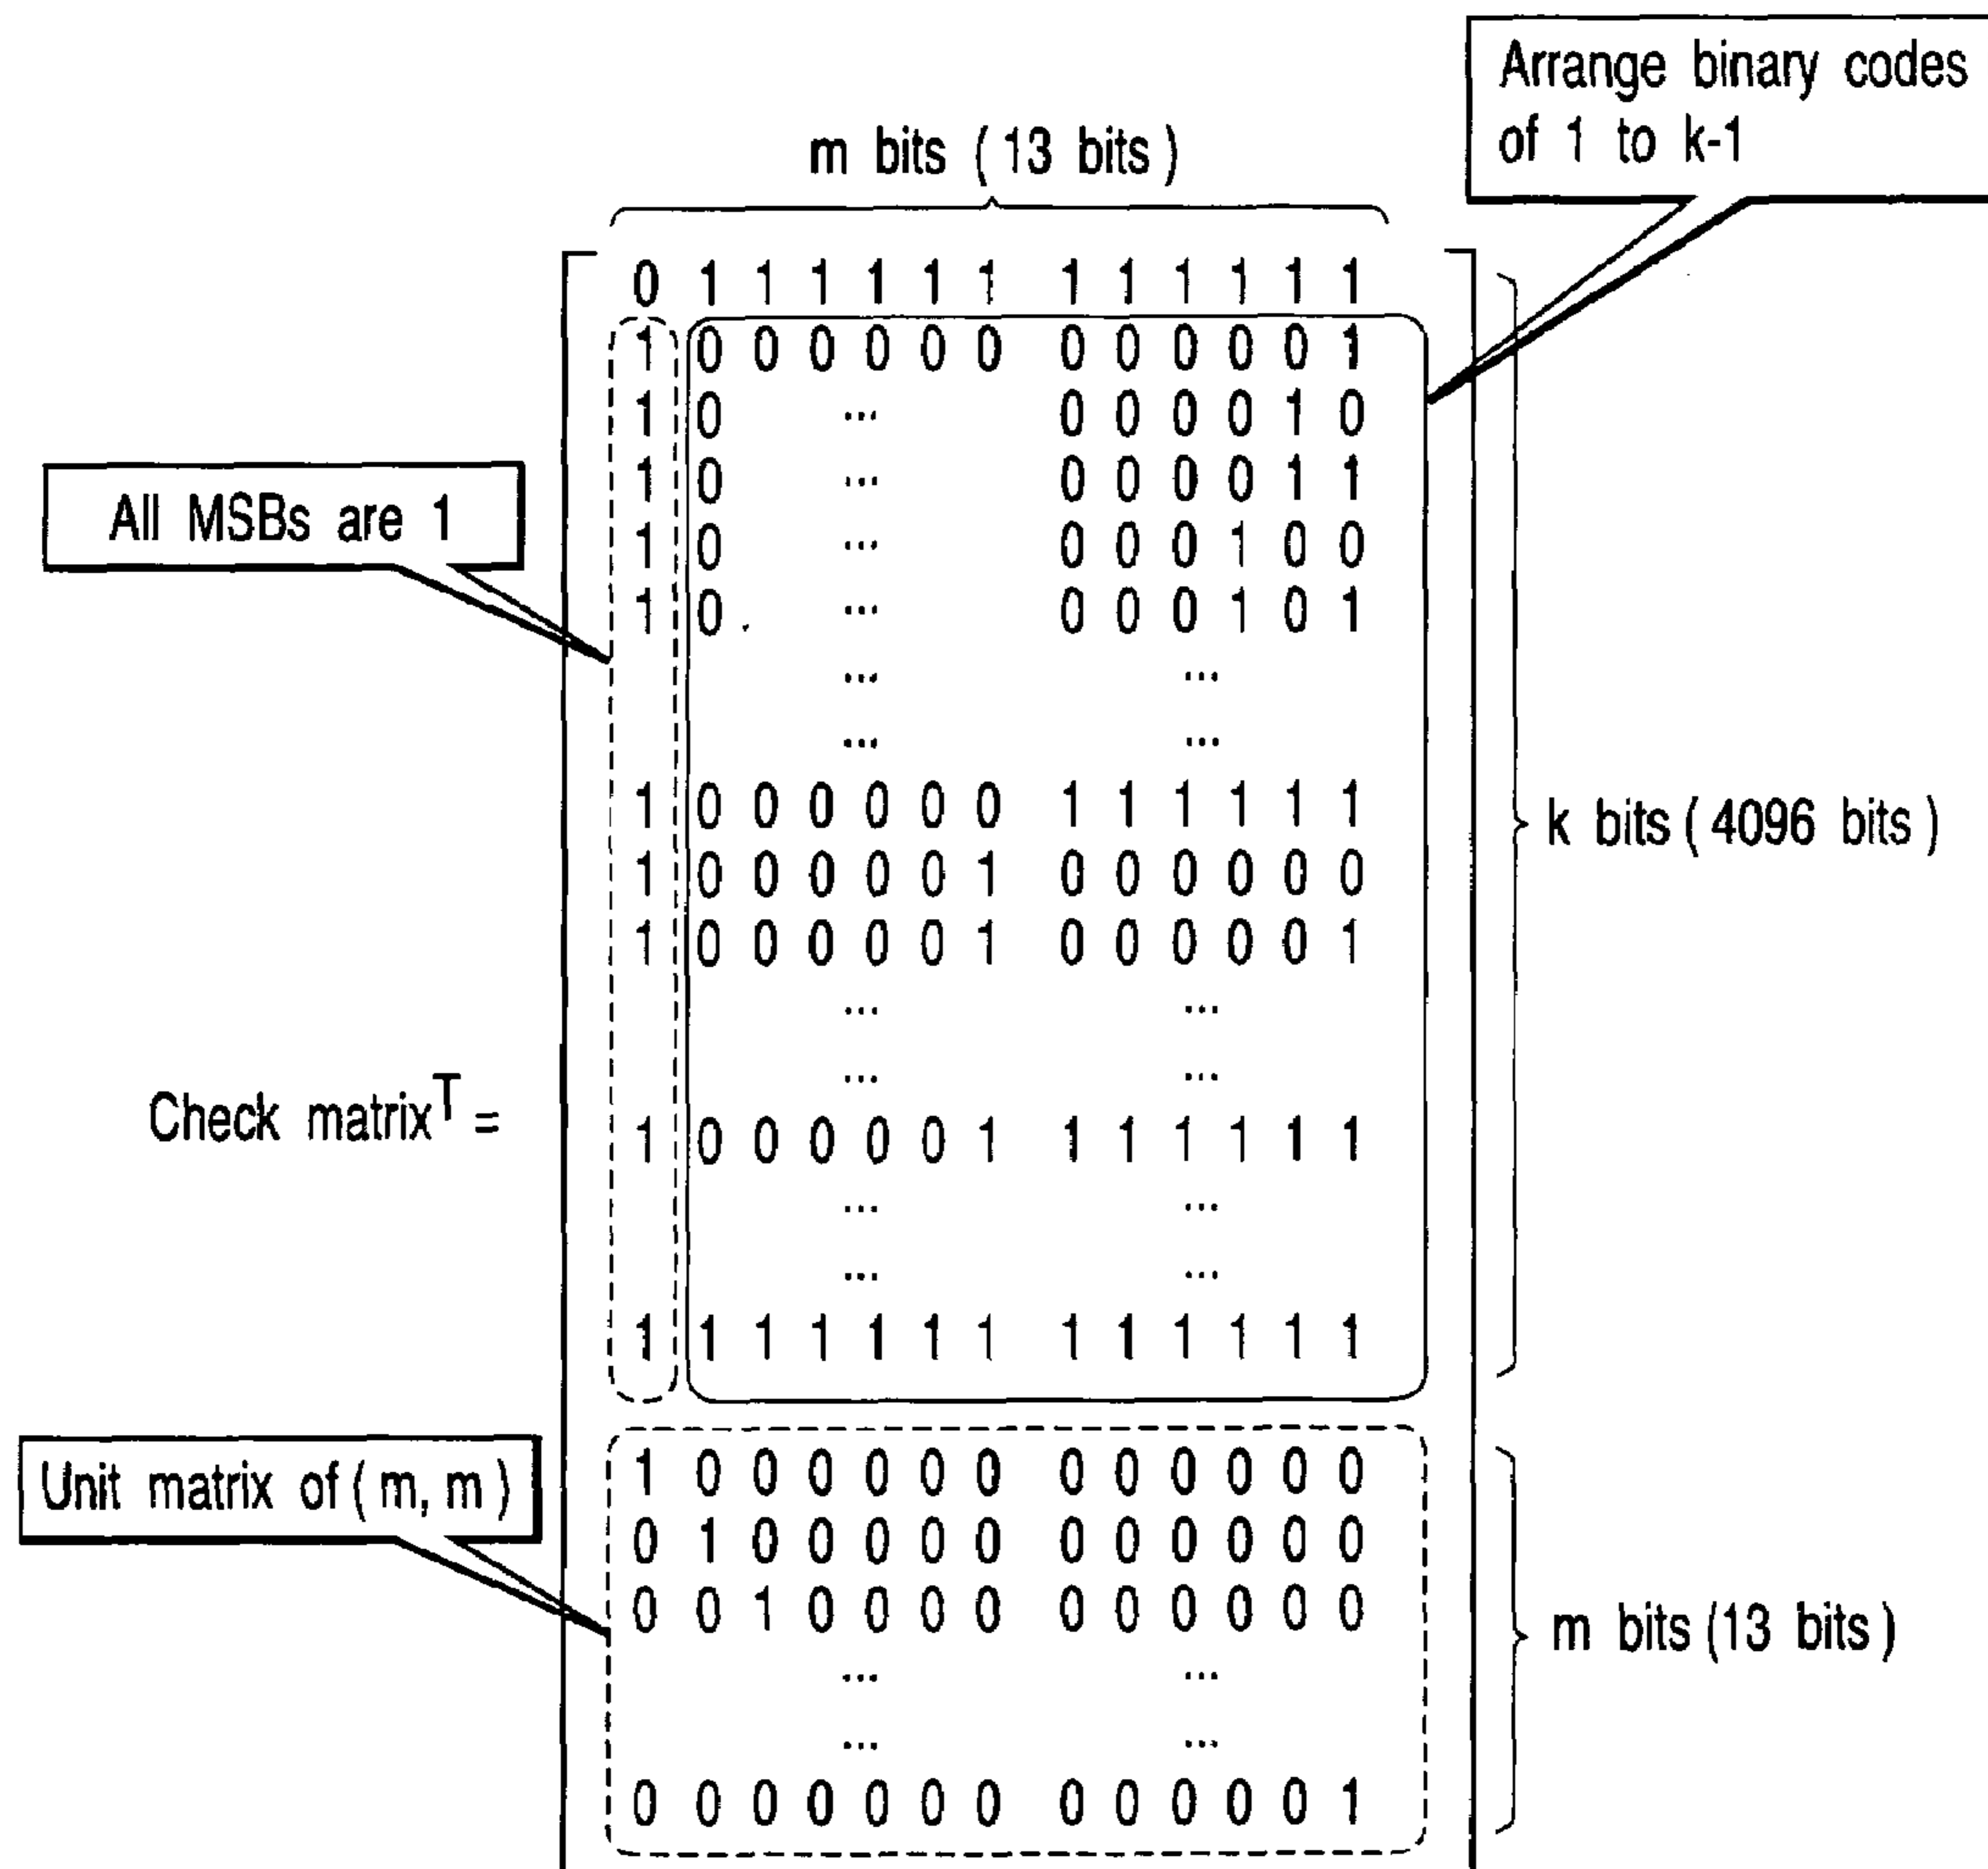 Arrange binary codes
of 1 to k-1
m bits ( 13 bits )
0 1 1 1 1 1 1 1 1 1 1 1 1
1 0 0 0 0 0 0 0 0 0 0 0 1
1 0 ... 0 0 0 0 1 0
1 0 ... 0 0 0 0 1 1
All MSBs are 1
1 0 ... 0 0 0 1 0 0
1 0 ... 0 0 0 1 0 1
... ...
... ...
1 0 0 0 0 0 0 1 1 1 1 1 1
k bits ( 4096 bits )
1 0 0 0 0 0 1 0 0 0 0 0 0
1 0 0 0 0 0 1 0 0 0 0 0 1
... ...
... ...
Check matrixT =
1 0 0 0 0 0 1 1 1 1 1 1 1
... ...
... ...
1 1 1 1 1 1 1 1 1 1 1 1 1
Unit matrix of ( m, m )
1 0 0 0 0 0 0 0 0 0 0 0 0
0 1 0 0 0 0 0 0 0 0 0 0 0
0 0 1 0 0 0 0 0 0 0 0 0 0
m bits (13 bits )
... ...
... ...
0 0 0 0 0 0 0 0 0 0 0 0 1